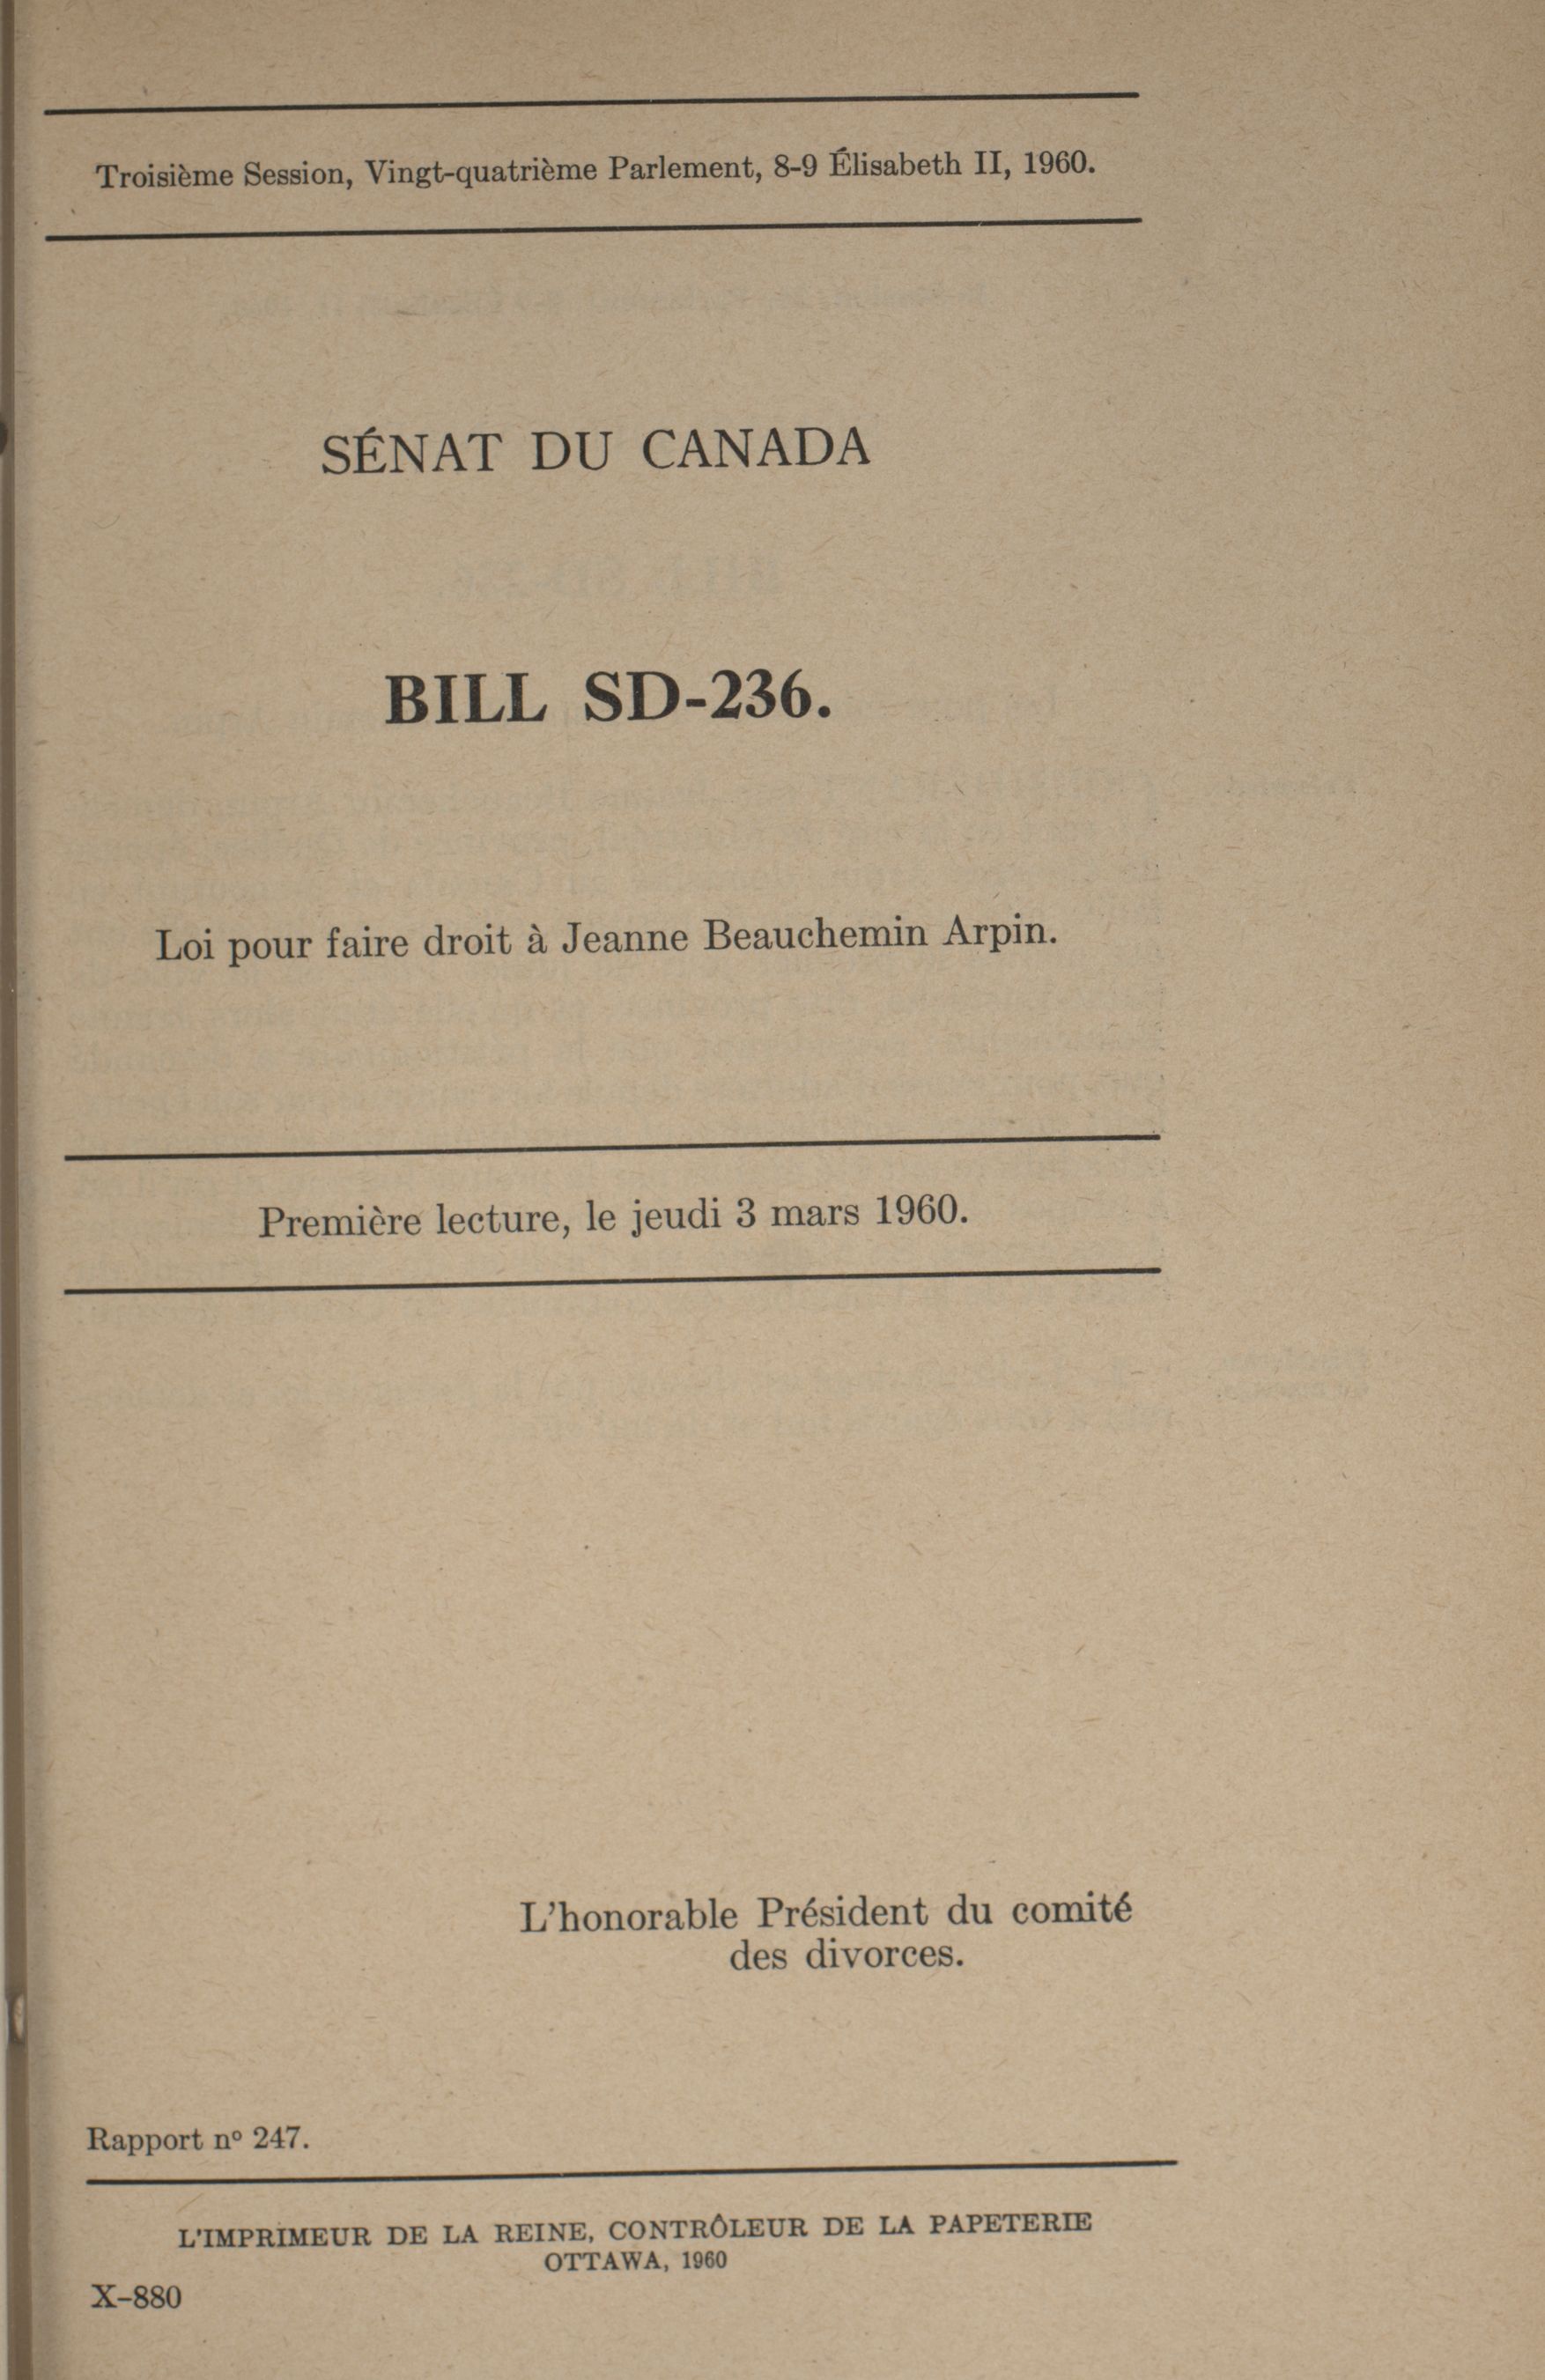 Troisième Session, Vingt-quatrième Parlement, 8-9 Élisabeth II, 1960.
SÉNAT DU CANADA
BILL SD-236.
Loi pour faire droit à Jeanne Beauchemin Arpin.
Première lecture, le jeudi 3 mars 1960.
L'honorable Président du comité
des divorces.
Rapport nº 247.
L'IMPRIMEUR DE LA REINE, CONTRÔLEUR DE LA PAPETERIE
OTTAWA, 1960
X-880